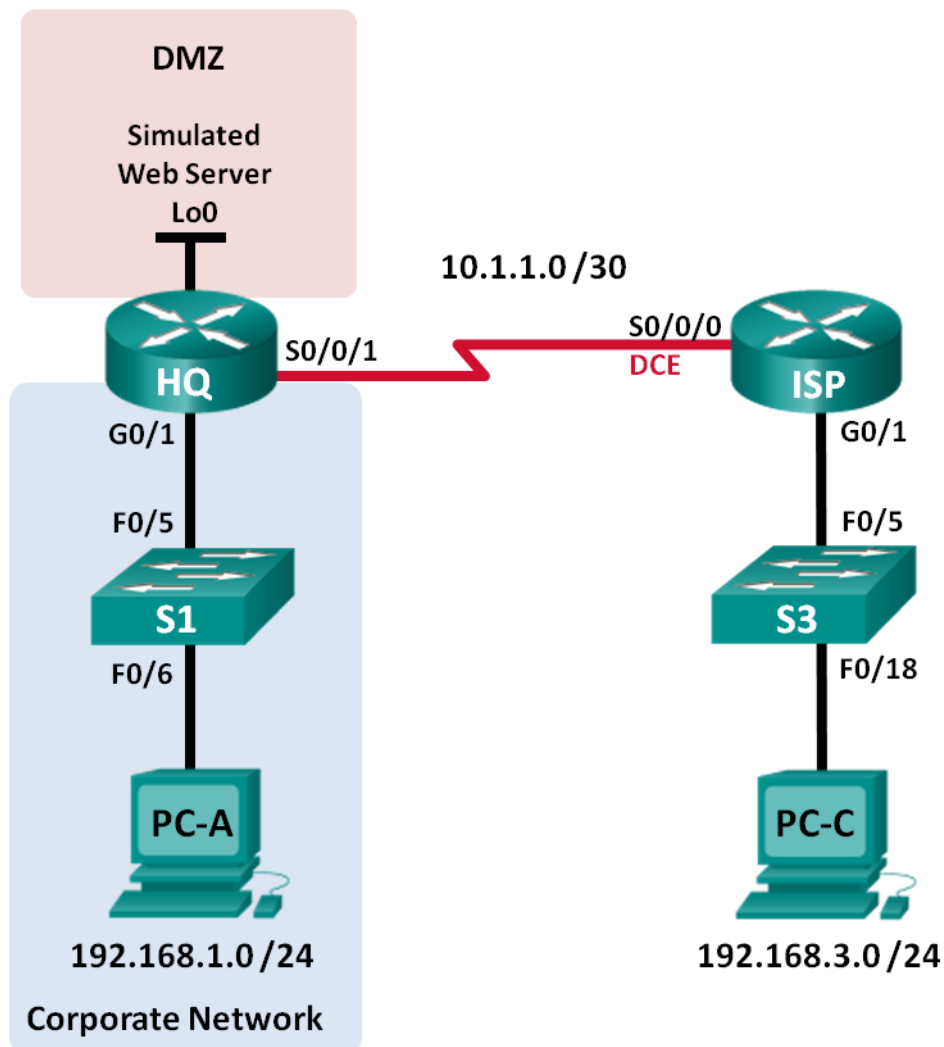 DMZ
Simulated
Web Server
Lo0
10.1.1.0 /30
S0/0/1
S0/0/0
DCE
HQ
ISP
G0/1
G0/1
F0/5
F0/5
S1
S3
F0/6
F0/18
PC-A
PC-C
192.168.1.0 /24
192.168.3.0 /24
Corporate Network